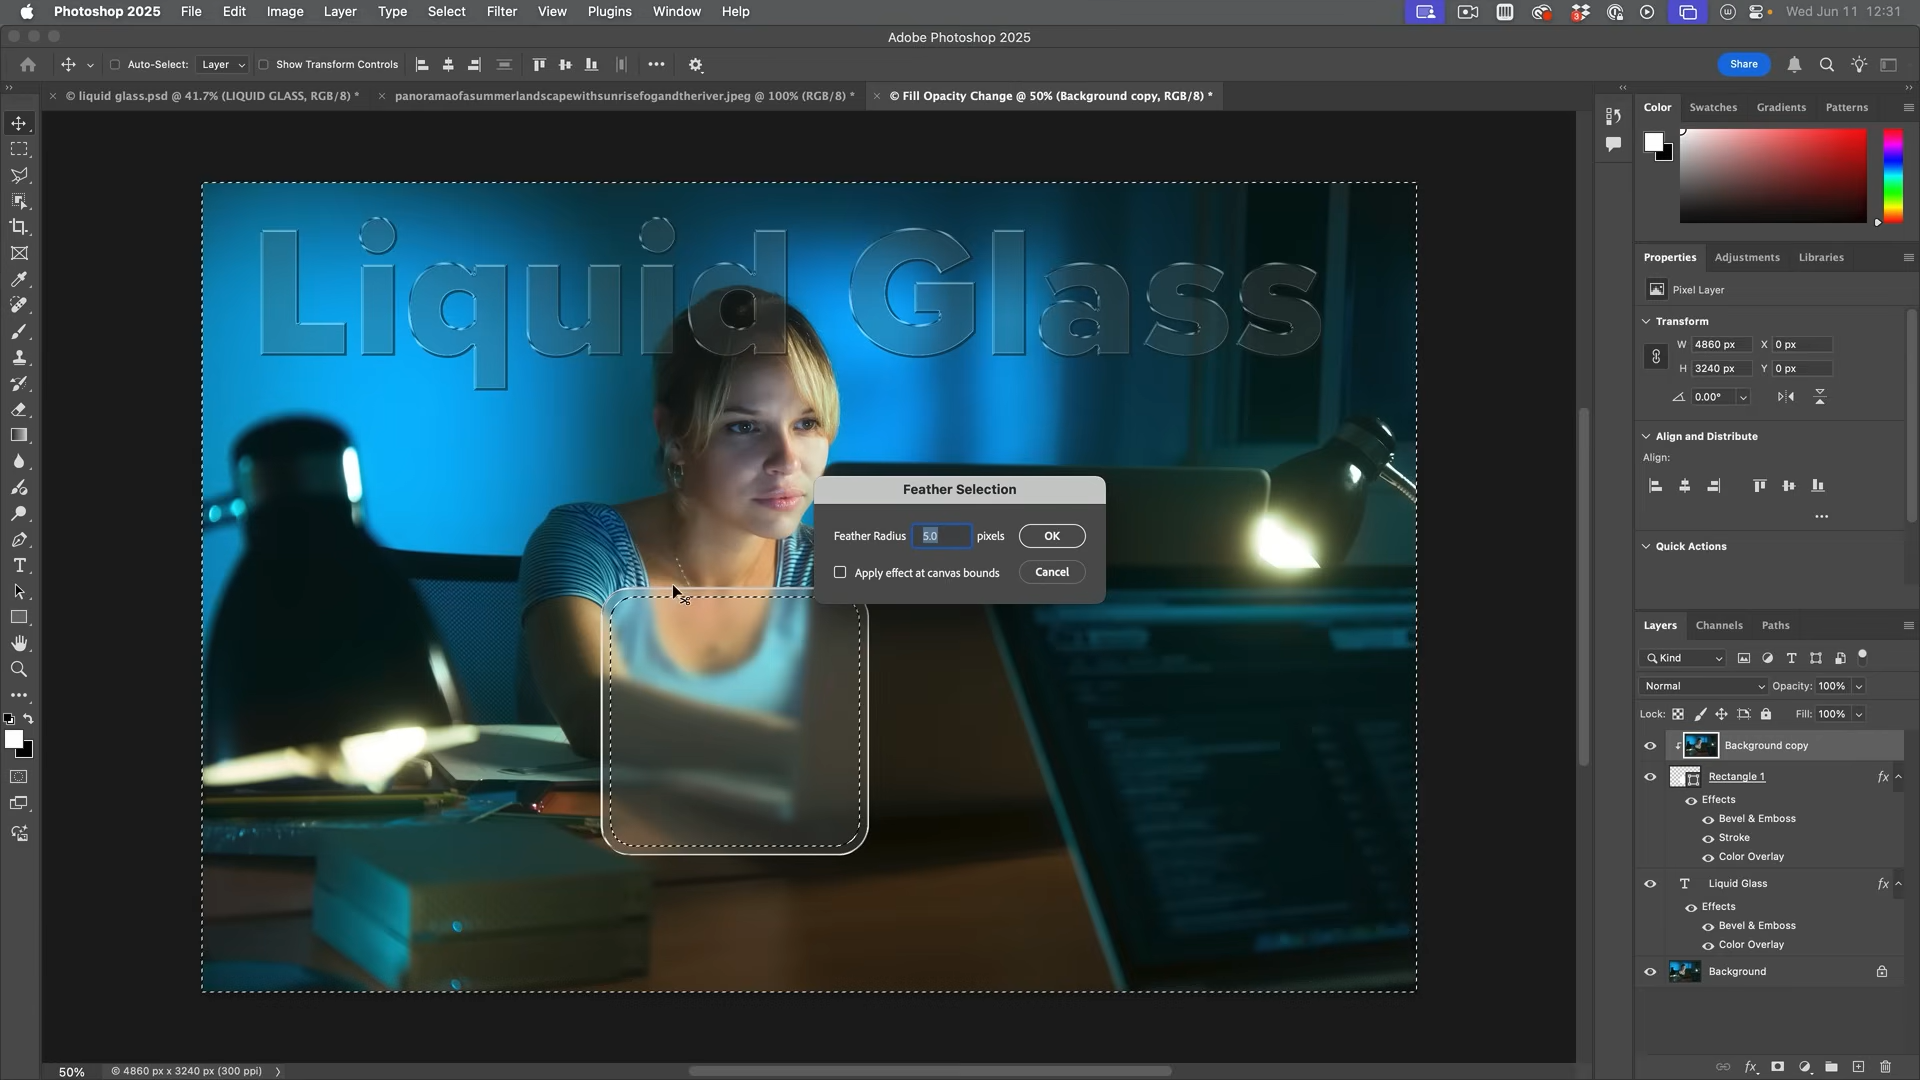 Photoshop 2025 File Edit Image Layer Type Select Filter View Plugins Window Help
3 Wed Jun 11 12:31
Adobe Photoshop 2025
Auto-Select: Layer Show Transform Controls
Share
× © liquid glass.psd @ 41.7% (LIQUID GLASS, RGB/8) *
× panoramaofasummerlandscapewithsunrisefogandtheriver.jpeg @ 100% (RGB/8) *
× © Fill Opacity Change @ 50% (Background copy, RGB/8) *
Liquid Glass
Feather Selection
Feather Radius 5.0 pixels OK
Apply effect at canvas bounds Cancel
Color Swatches Gradients Patterns
Properties Adjustments Libraries
Pixel Layer
Transform
W 4860 px X 0 px
H 3240 px Y 0 px
0.00°
Align and Distribute
Align:
Quick Actions
Layers Channels Paths
Kind
Normal Opacity: 100%
Lock: Fill: 100%
Background copy
Rectangle 1 fx
Effects
Bevel & Emboss
Stroke
Color Overlay
T Liquid Glass fx
Effects
Bevel & Emboss
Color Overlay
Background
fx
50% © 4860 px x 3240 px (300 ppi)